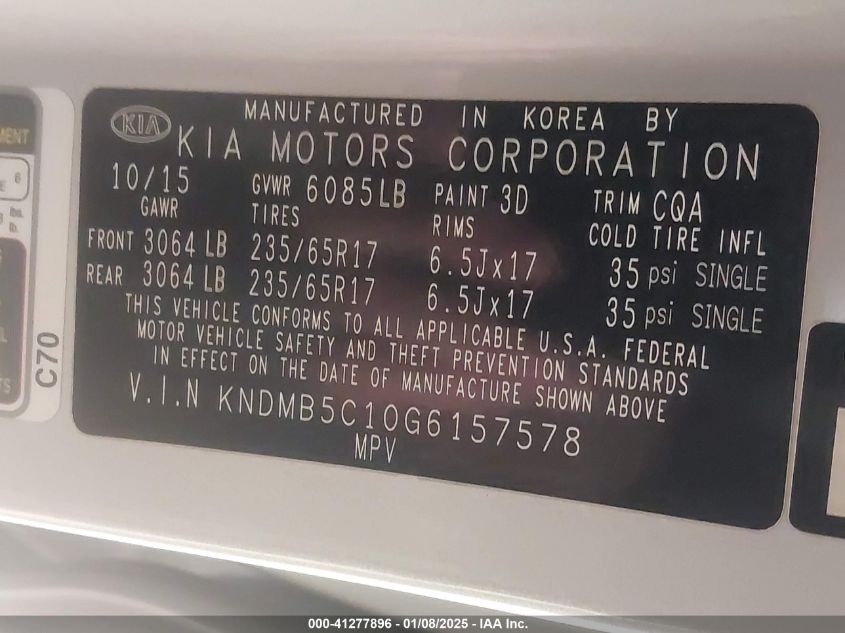 MANUFACTURED IN KOREA BY
KIA
KIA MOTORS CORPORATION
10/15 GVWR 6085LB PAINT 3D TRIM CQA
GAWR TIRES RIMS COLD TIRE INFL
FRONT 3064 LB 235/65R17 6.5Jx17 35 psi SINGLE
REAR 3064 LB 235/65R17 6.5Jx17 35 psi SINGLE
THIS VEHICLE CONFORMS TO ALL APPLICABLE U.S.A. FEDERAL
MOTOR VEHICLE SAFETY AND THEFT PREVENTION STANDARDS
IN EFFECT ON THE DATE OF MANUFACTURE SHOWN ABOVE
V.I.N KNDMB5C10G6157578
MPV
C70
6
000-41277896 - 01/08/2025 - IAA Inc.